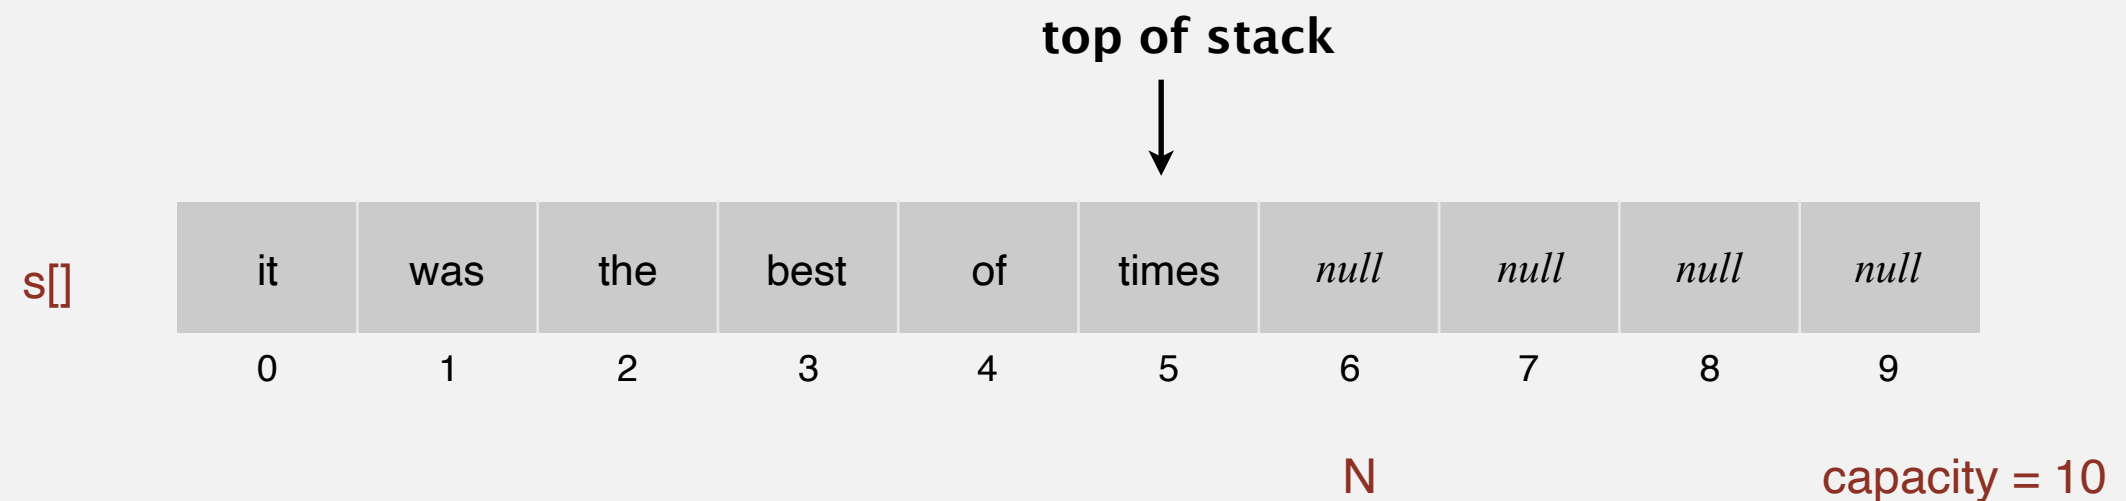 top of stack
s[] it was the best of times null null null null
0 1 2 3 4 5 6 7 8 9
N capacity = 10